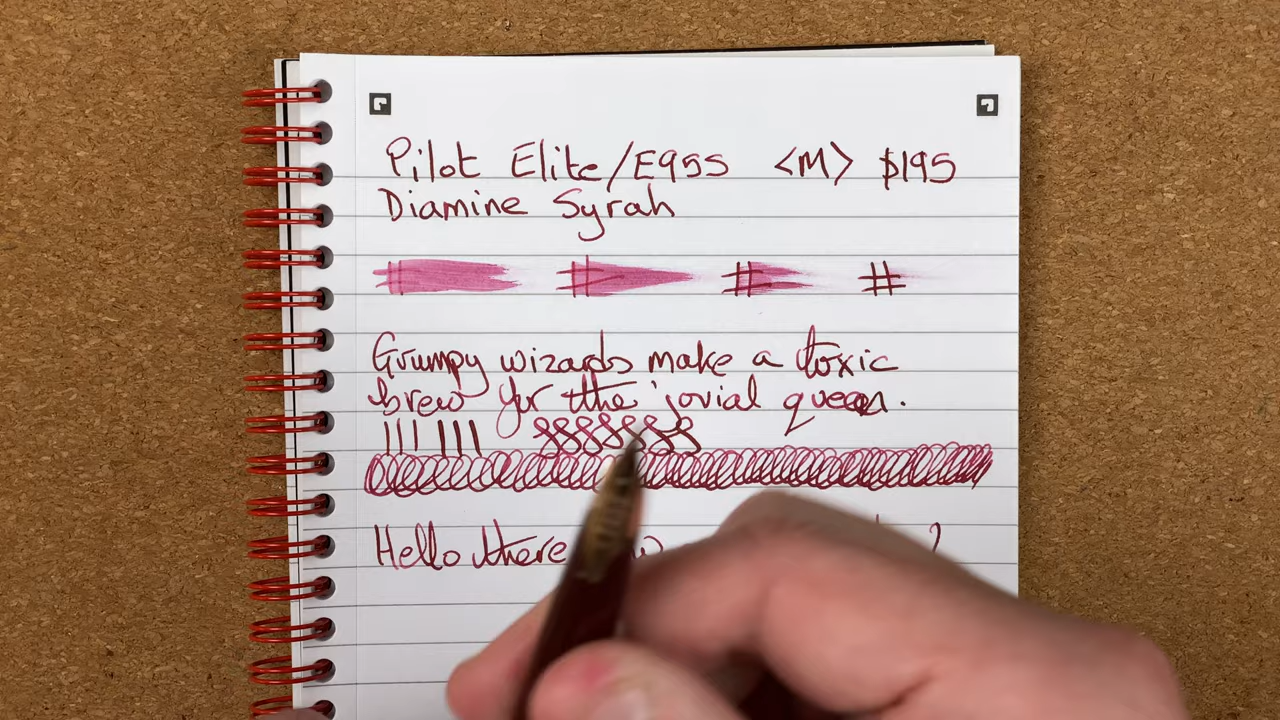 Pilot Elite/E95S <M> $195
Diamine Syrah
# # # #
Grumpy wizards make a toxic
brew for the jovial queen.
Hello there ?